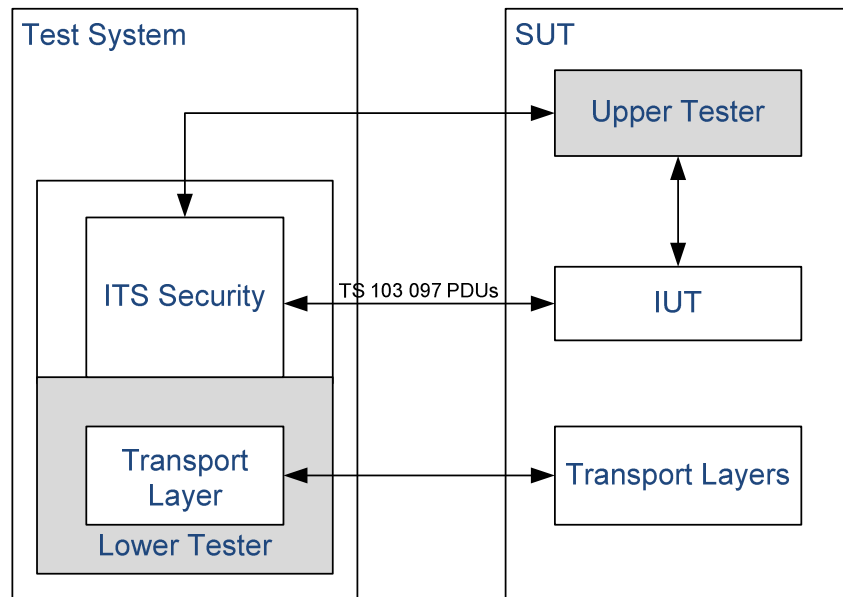 Test System
SUT
Upper Tester
ITS Security
TS 103 097 PDUs
IUT
Transport
Layer
Transport Layers
Lower Tester